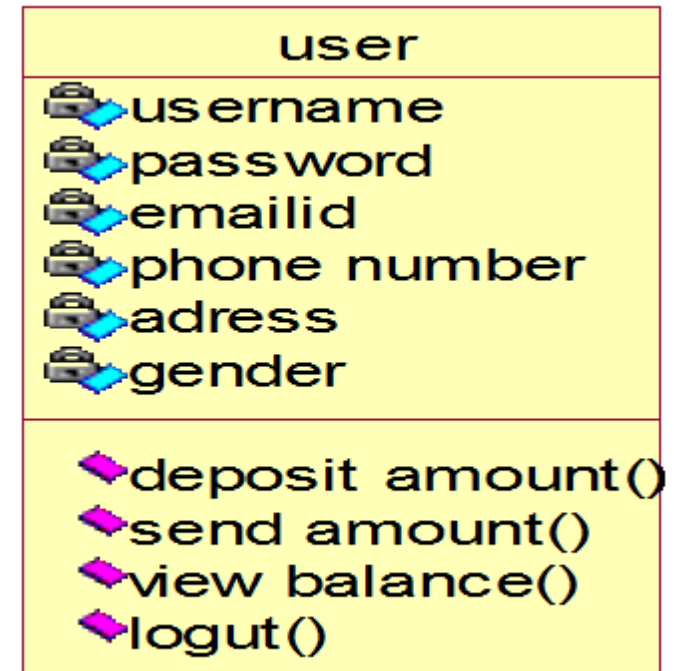 user
username
password
emailid
phone number
adress
gender
deposit amount()
send amount()
view balance()
logut()